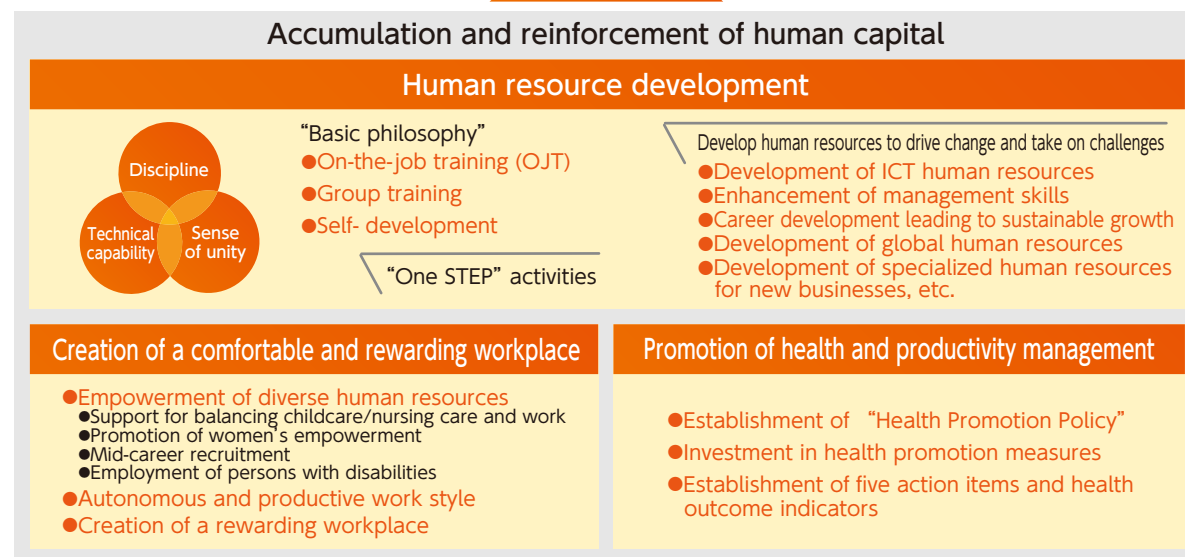 Accumulation and reinforcement of human capital
Human resource development
Discipline
Technical
capability
Sense
of unity
“Basic philosophy”
●On-the-job training (OJT)
●Group training
●Self- development
“One STEP” activities
Develop human resources to drive change and take on challenges
●Development of ICT human resources
●Enhancement of management skills
●Career development leading to sustainable growth
●Development of global human resources
●Development of specialized human resources
for new businesses, etc.
Creation of a comfortable and rewarding workplace
●Empowerment of diverse human resources
●Support for balancing childcare/nursing care and work
●Promotion of women's empowerment
●Mid-career recruitment
●Employment of persons with disabilities
●Autonomous and productive work style
●Creation of a rewarding workplace
Promotion of health and productivity management
●Establishment of “Health Promotion Policy”
●Investment in health promotion measures
●Establishment of five action items and health
outcome indicators